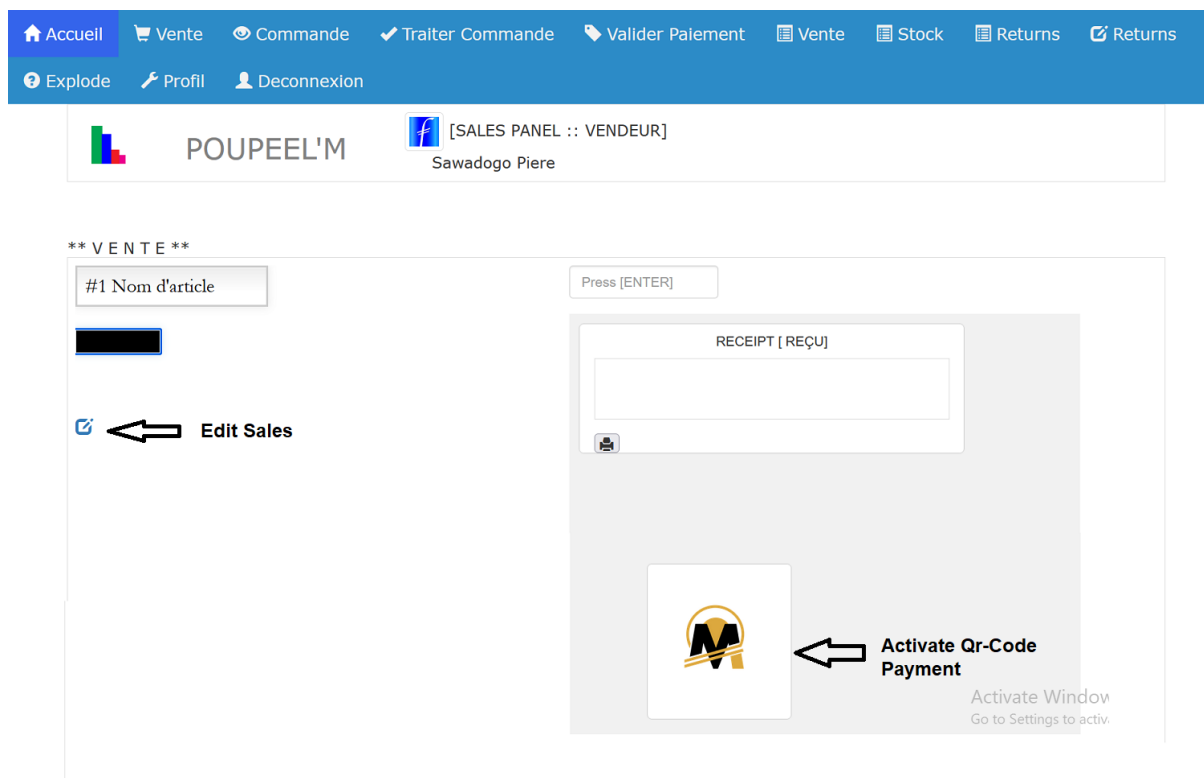 Accueil Vente Commande Traiter Commande Valider Paiement Vente Stock Returns Returns
Explode Profil Deconnexion
POUPEEL'M
[SALES PANEL :: VENDEUR]
Sawadogo Piere
** V E N T E **
#1 Nom d'article
Press [ENTER]
RECEIPT [ REÇU]
Edit Sales
Activate Qr-Code
Payment
Activate Window
Go to Settings to activ